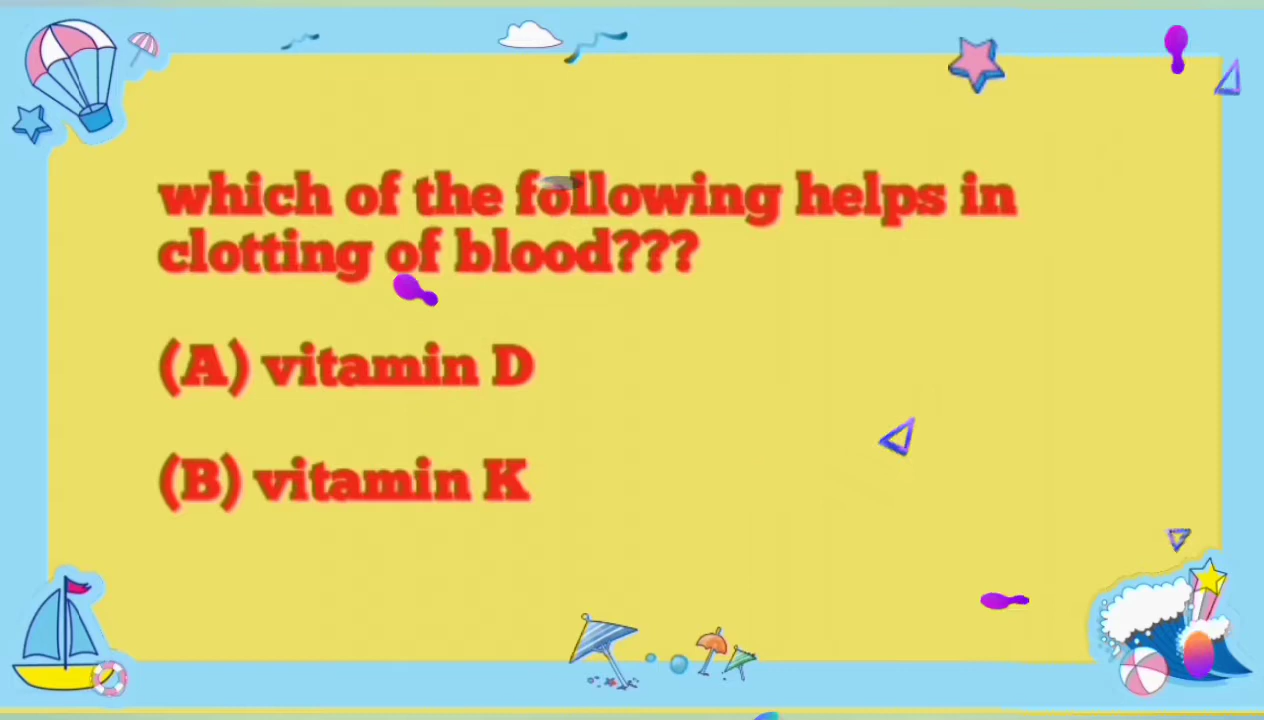 which of the following helps in
clotting of blood???
(A) vitamin D
(B) vitamin K